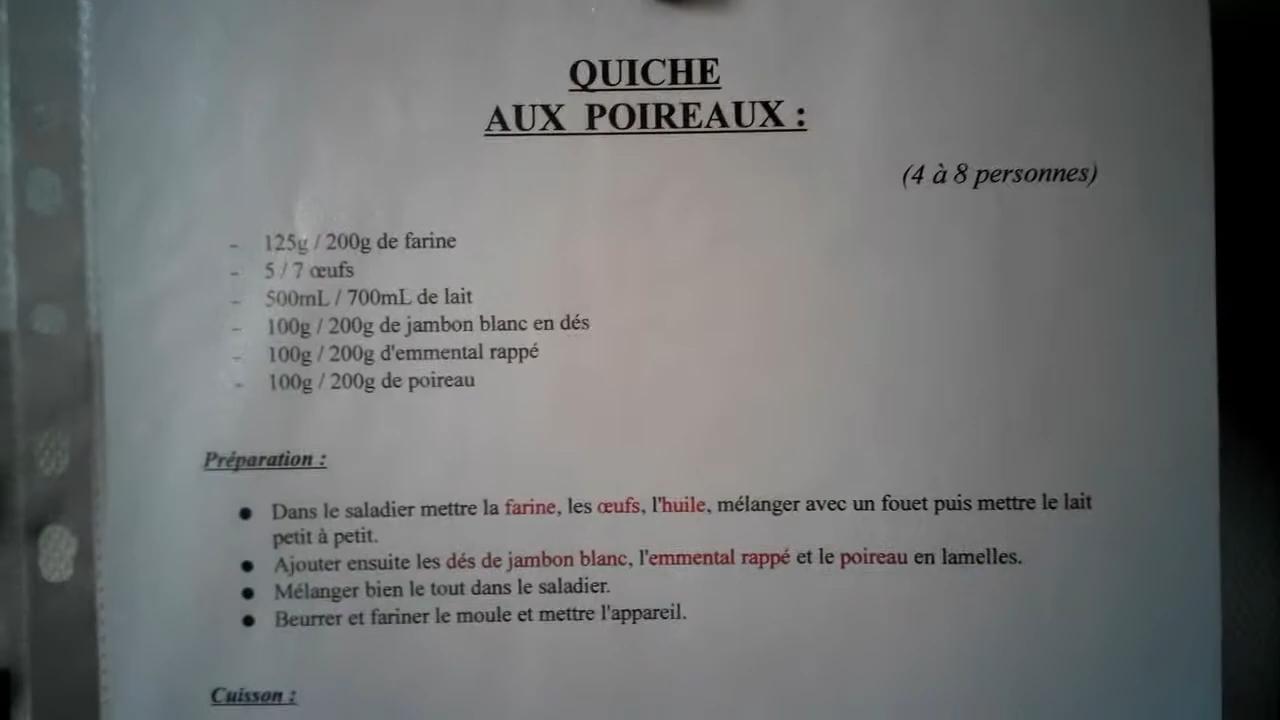 QUICHE
AUX POIREAUX :
(4 à 8 personnes)
- 125g / 200g de farine
- 5 / 7 œufs
- 500mL / 700mL de lait
- 100g / 200g de jambon blanc en dés
- 100g / 200g d'emmental rappé
- 100g / 200g de poireau
Préparation :
● Dans le saladier mettre la farine, les œufs, l'huile, mélanger avec un fouet puis mettre le lait
petit à petit.
● Ajouter ensuite les dés de jambon blanc, l'emmental rappé et le poireau en lamelles.
● Mélanger bien le tout dans le saladier.
● Beurrer et fariner le moule et mettre l'appareil.
Cuisson :